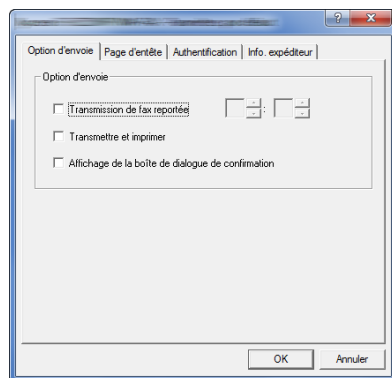 Option d'envoie Page d'entête Authentification Info. expéditeur
Option d'envoie
Transmission de fax reportée :
Transmettre et imprimer
Affichage de la boîte de dialogue de confirmation
OK Annuler